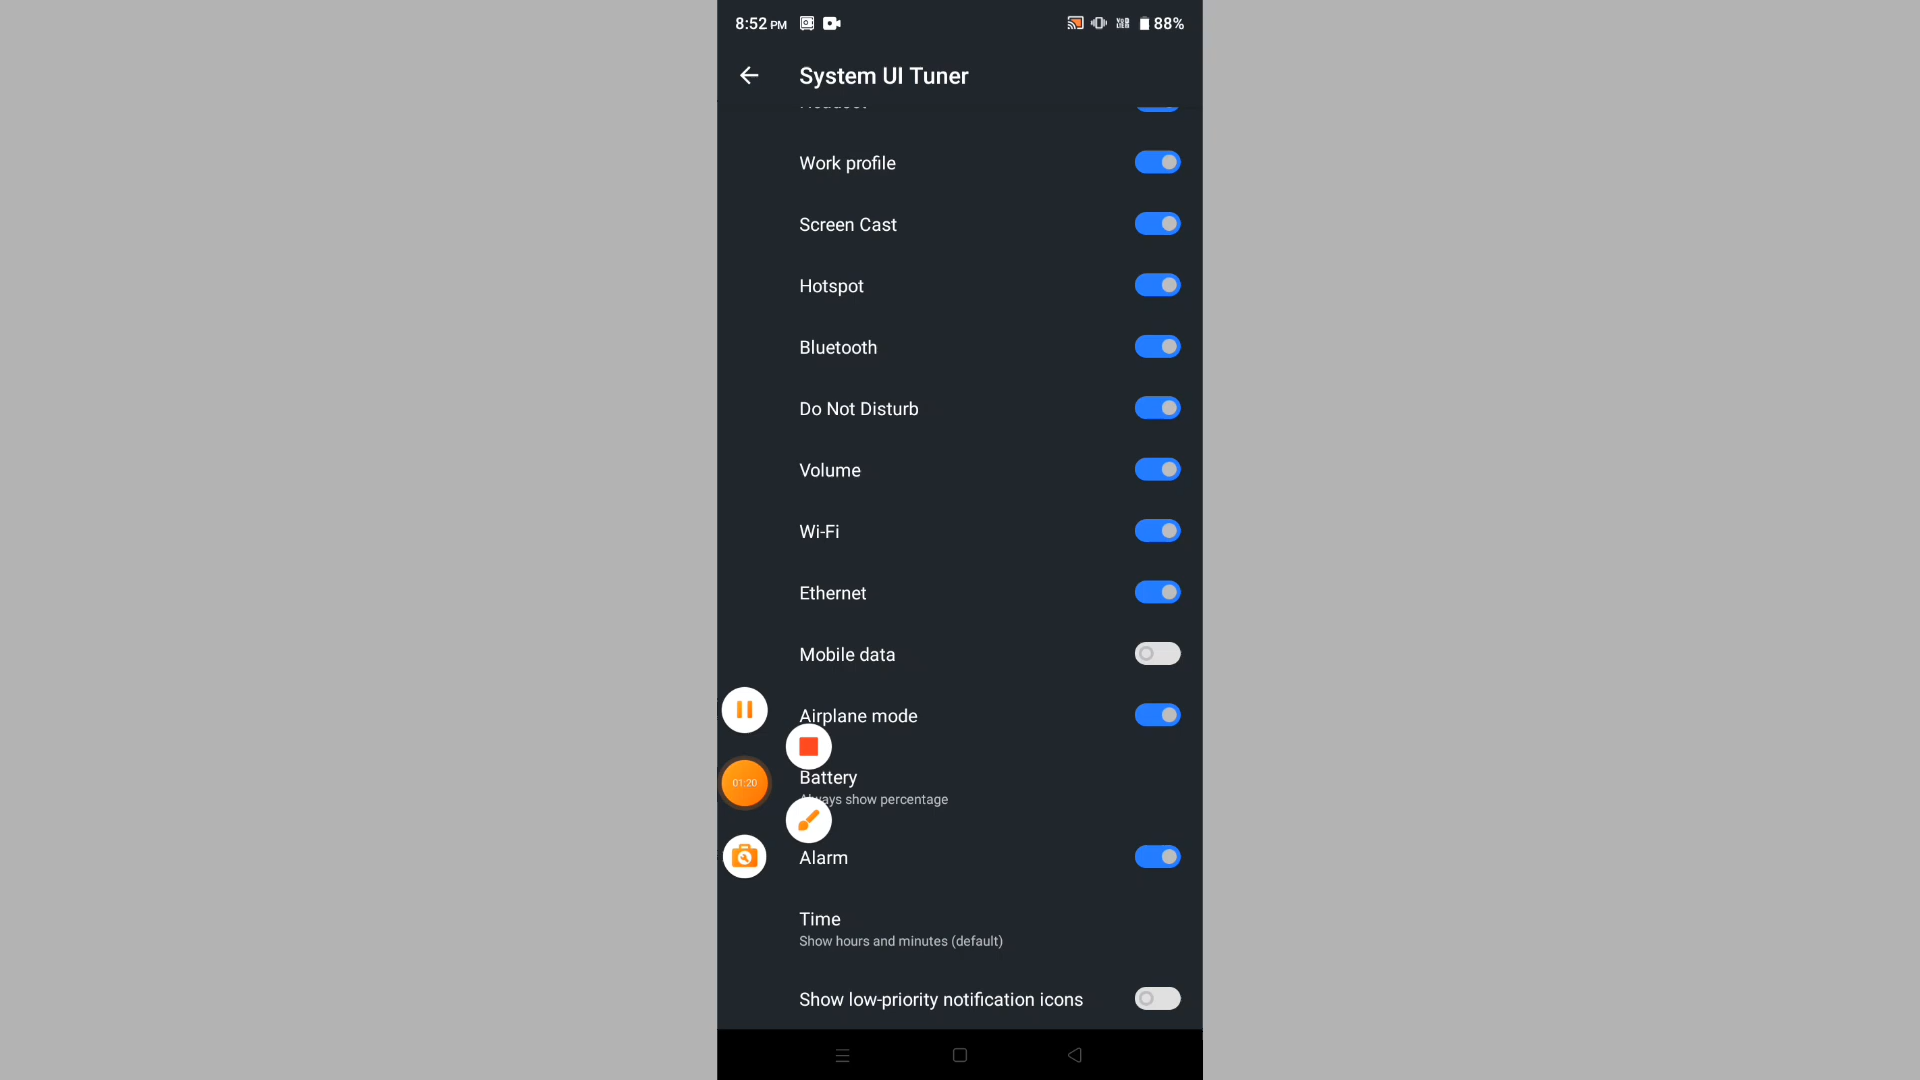 8:52 PM 88%
System UI Tuner
Work profile
Screen Cast
Hotspot
Bluetooth
Do Not Disturb
Volume
Wi-Fi
Ethernet
Mobile data
Airplane mode
Battery
01:20
Always show percentage
Alarm
Time
Show hours and minutes (default)
Show low-priority notification icons